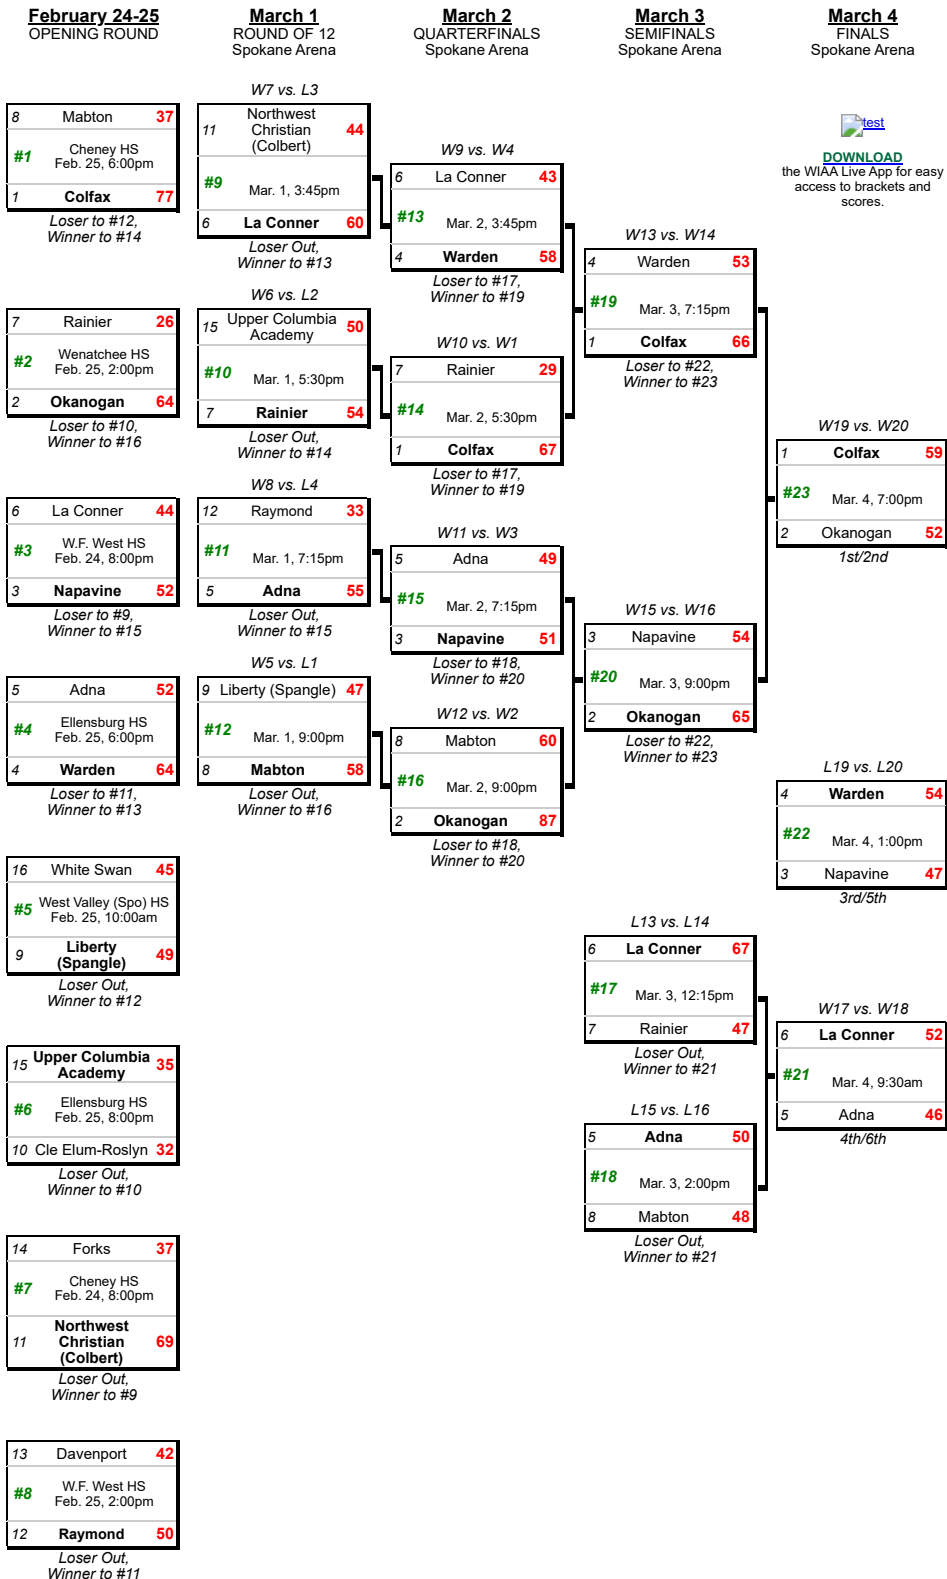 February 24-25
OPENING ROUND
March 1
ROUND OF 12
Spokane Arena
March 2
QUARTERFINALS
Spokane Arena
March 3
SEMIFINALS
Spokane Arena
March 4
FINALS
Spokane Arena
test
DOWNLOAD
the WIAA Live App for easy
access to brackets and
scores.
8 Mabton 37
#1 Cheney HS
Feb. 25, 6:00pm
1 Colfax 77
Loser to #12,
Winner to #14
7 Rainier 26
#2 Wenatchee HS
Feb. 25, 2:00pm
2 Okanogan 64
Loser to #10,
Winner to #16
6 La Conner 44
#3 W.F. West HS
Feb. 24, 8:00pm
3 Napavine 52
Loser to #9,
Winner to #15
5 Adna 52
#4 Ellensburg HS
Feb. 25, 6:00pm
4 Warden 64
Loser to #11,
Winner to #13
16 White Swan 45
#5 West Valley (Spo) HS
Feb. 25, 10:00am
9 Liberty
(Spangle) 49
Loser Out,
Winner to #12
15 Upper Columbia
Academy 35
#6 Ellensburg HS
Feb. 25, 8:00pm
10 Cle Elum-Roslyn 32
Loser Out,
Winner to #10
14 Forks 37
#7 Cheney HS
Feb. 24, 8:00pm
11 Northwest
Christian
(Colbert) 69
Loser Out,
Winner to #9
13 Davenport 42
#8 W.F. West HS
Feb. 25, 2:00pm
12 Raymond 50
Loser Out,
Winner to #11
W7 vs. L3
11 Northwest
Christian
(Colbert) 44
#9 Mar. 1, 3:45pm
6 La Conner 60
Loser Out,
Winner to #13
W6 vs. L2
15 Upper Columbia
Academy 50
#10 Mar. 1, 5:30pm
7 Rainier 54
Loser Out,
Winner to #14
W8 vs. L4
12 Raymond 33
#11 Mar. 1, 7:15pm
5 Adna 55
Loser Out,
Winner to #15
W5 vs. L1
9 Liberty (Spangle) 47
#12 Mar. 1, 9:00pm
8 Mabton 58
Loser Out,
Winner to #16
W9 vs. W4
6 La Conner 43
#13 Mar. 2, 3:45pm
4 Warden 58
Loser to #17,
Winner to #19
W10 vs. W1
7 Rainier 29
#14 Mar. 2, 5:30pm
1 Colfax 67
Loser to #17,
Winner to #19
W11 vs. W3
5 Adna 49
#15 Mar. 2, 7:15pm
3 Napavine 51
Loser to #18,
Winner to #20
W12 vs. W2
8 Mabton 60
#16 Mar. 2, 9:00pm
2 Okanogan 87
Loser to #18,
Winner to #20
W13 vs. W14
4 Warden 53
#19 Mar. 3, 7:15pm
1 Colfax 66
Loser to #22,
Winner to #23
W15 vs. W16
3 Napavine 54
#20 Mar. 3, 9:00pm
2 Okanogan 65
Loser to #22,
Winner to #23
L13 vs. L14
6 La Conner 67
#17 Mar. 3, 12:15pm
7 Rainier 47
Loser Out,
Winner to #21
L15 vs. L16
5 Adna 50
#18 Mar. 3, 2:00pm
8 Mabton 48
Loser Out,
Winner to #21
W19 vs. W20
1 Colfax 59
#23 Mar. 4, 7:00pm
2 Okanogan 52
1st/2nd
L19 vs. L20
4 Warden 54
#22 Mar. 4, 1:00pm
3 Napavine 47
3rd/5th
W17 vs. W18
6 La Conner 52
#21 Mar. 4, 9:30am
5 Adna 46
4th/6th